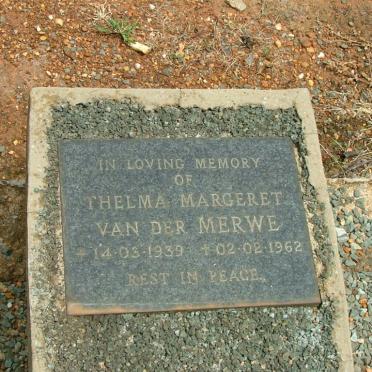 IN LOVING MEMORY
OF
THELMA MARGERET
VAN DER MERWE
+ 14-03-1939 + 02-02-1962
REST IN PEACE.